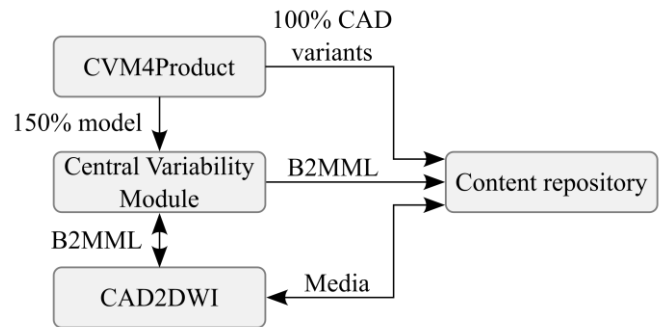 100% CAD
variants
CVM4Product
150% model
Central Variability
Module
B2MML
Content repository
B2MML
Media
CAD2DWI